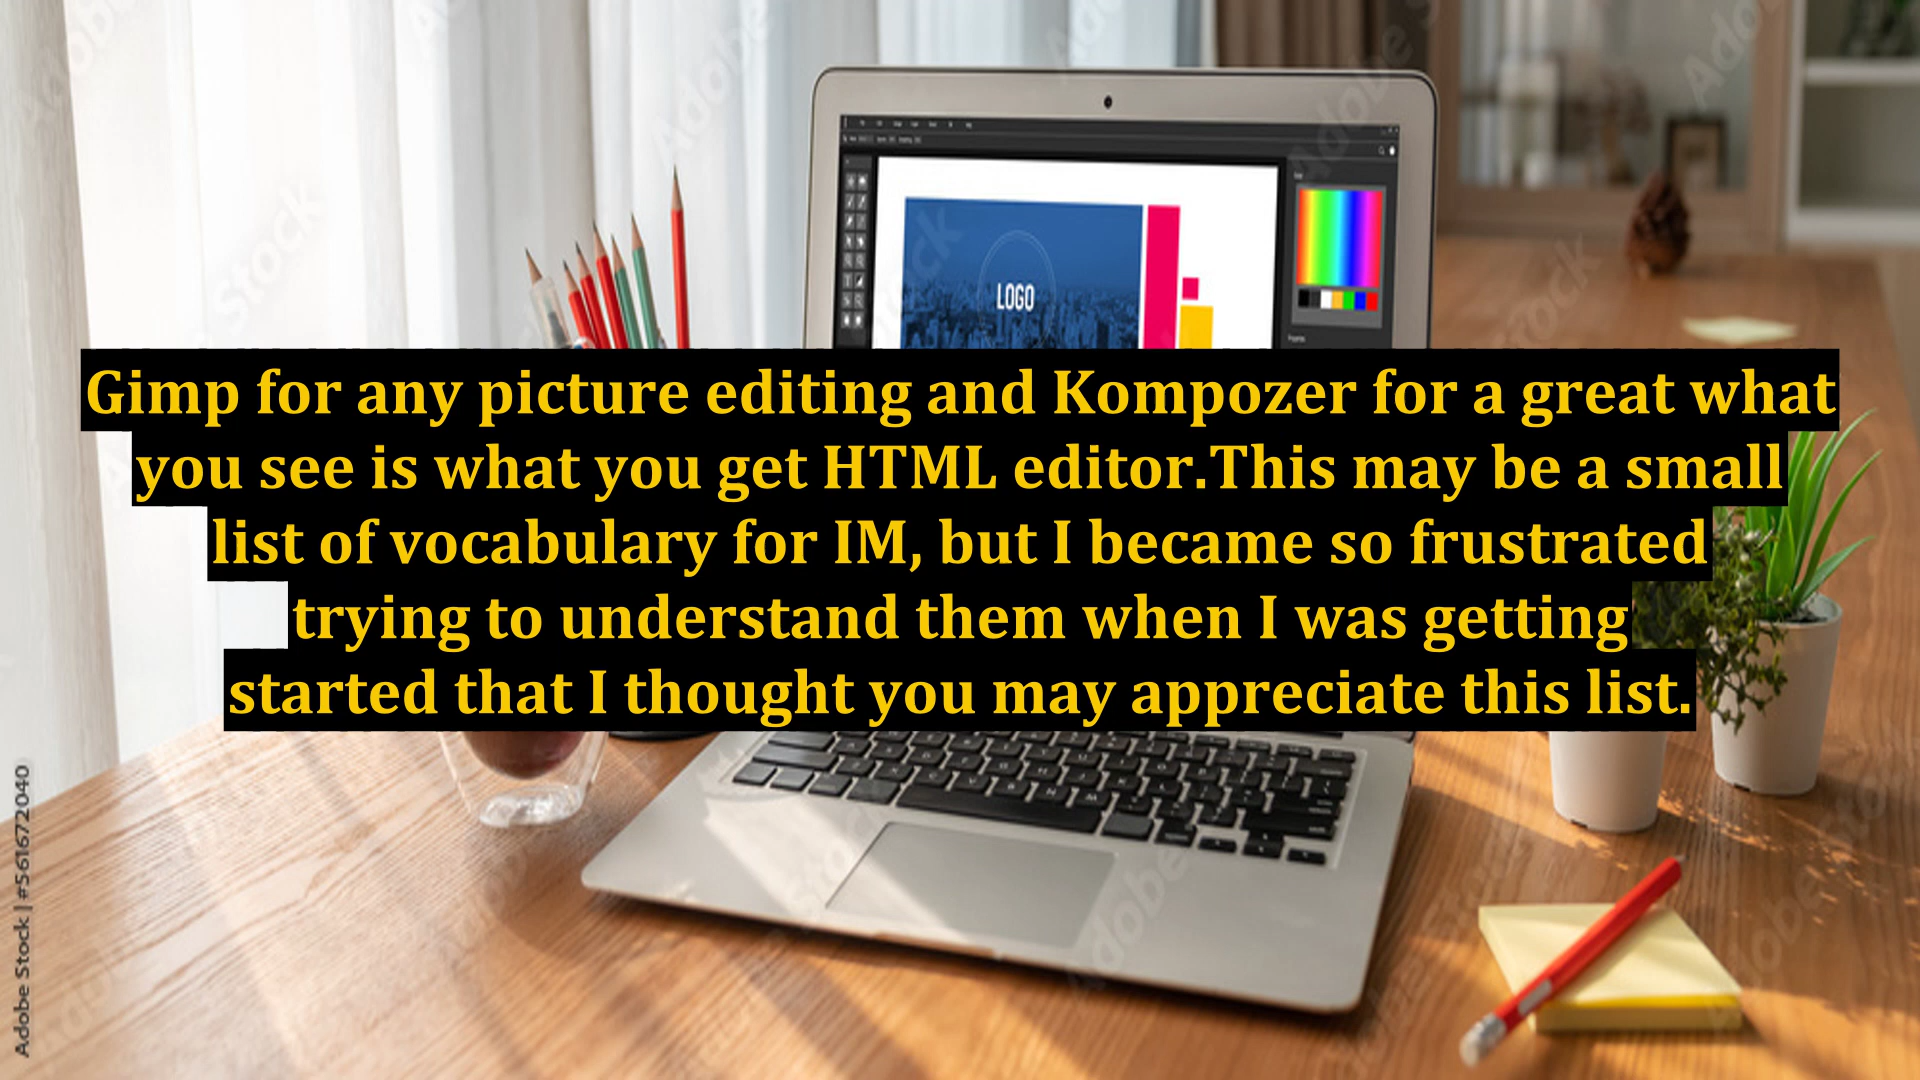 LOGO
Gimp for any picture editing and Kompozer for a great what
you see is what you get HTML editor.This may be a small
list of vocabulary for IM, but I became so frustrated
trying to understand them when I was getting
started that I thought you may appreciate this list.
Adobe Stock | #561672040